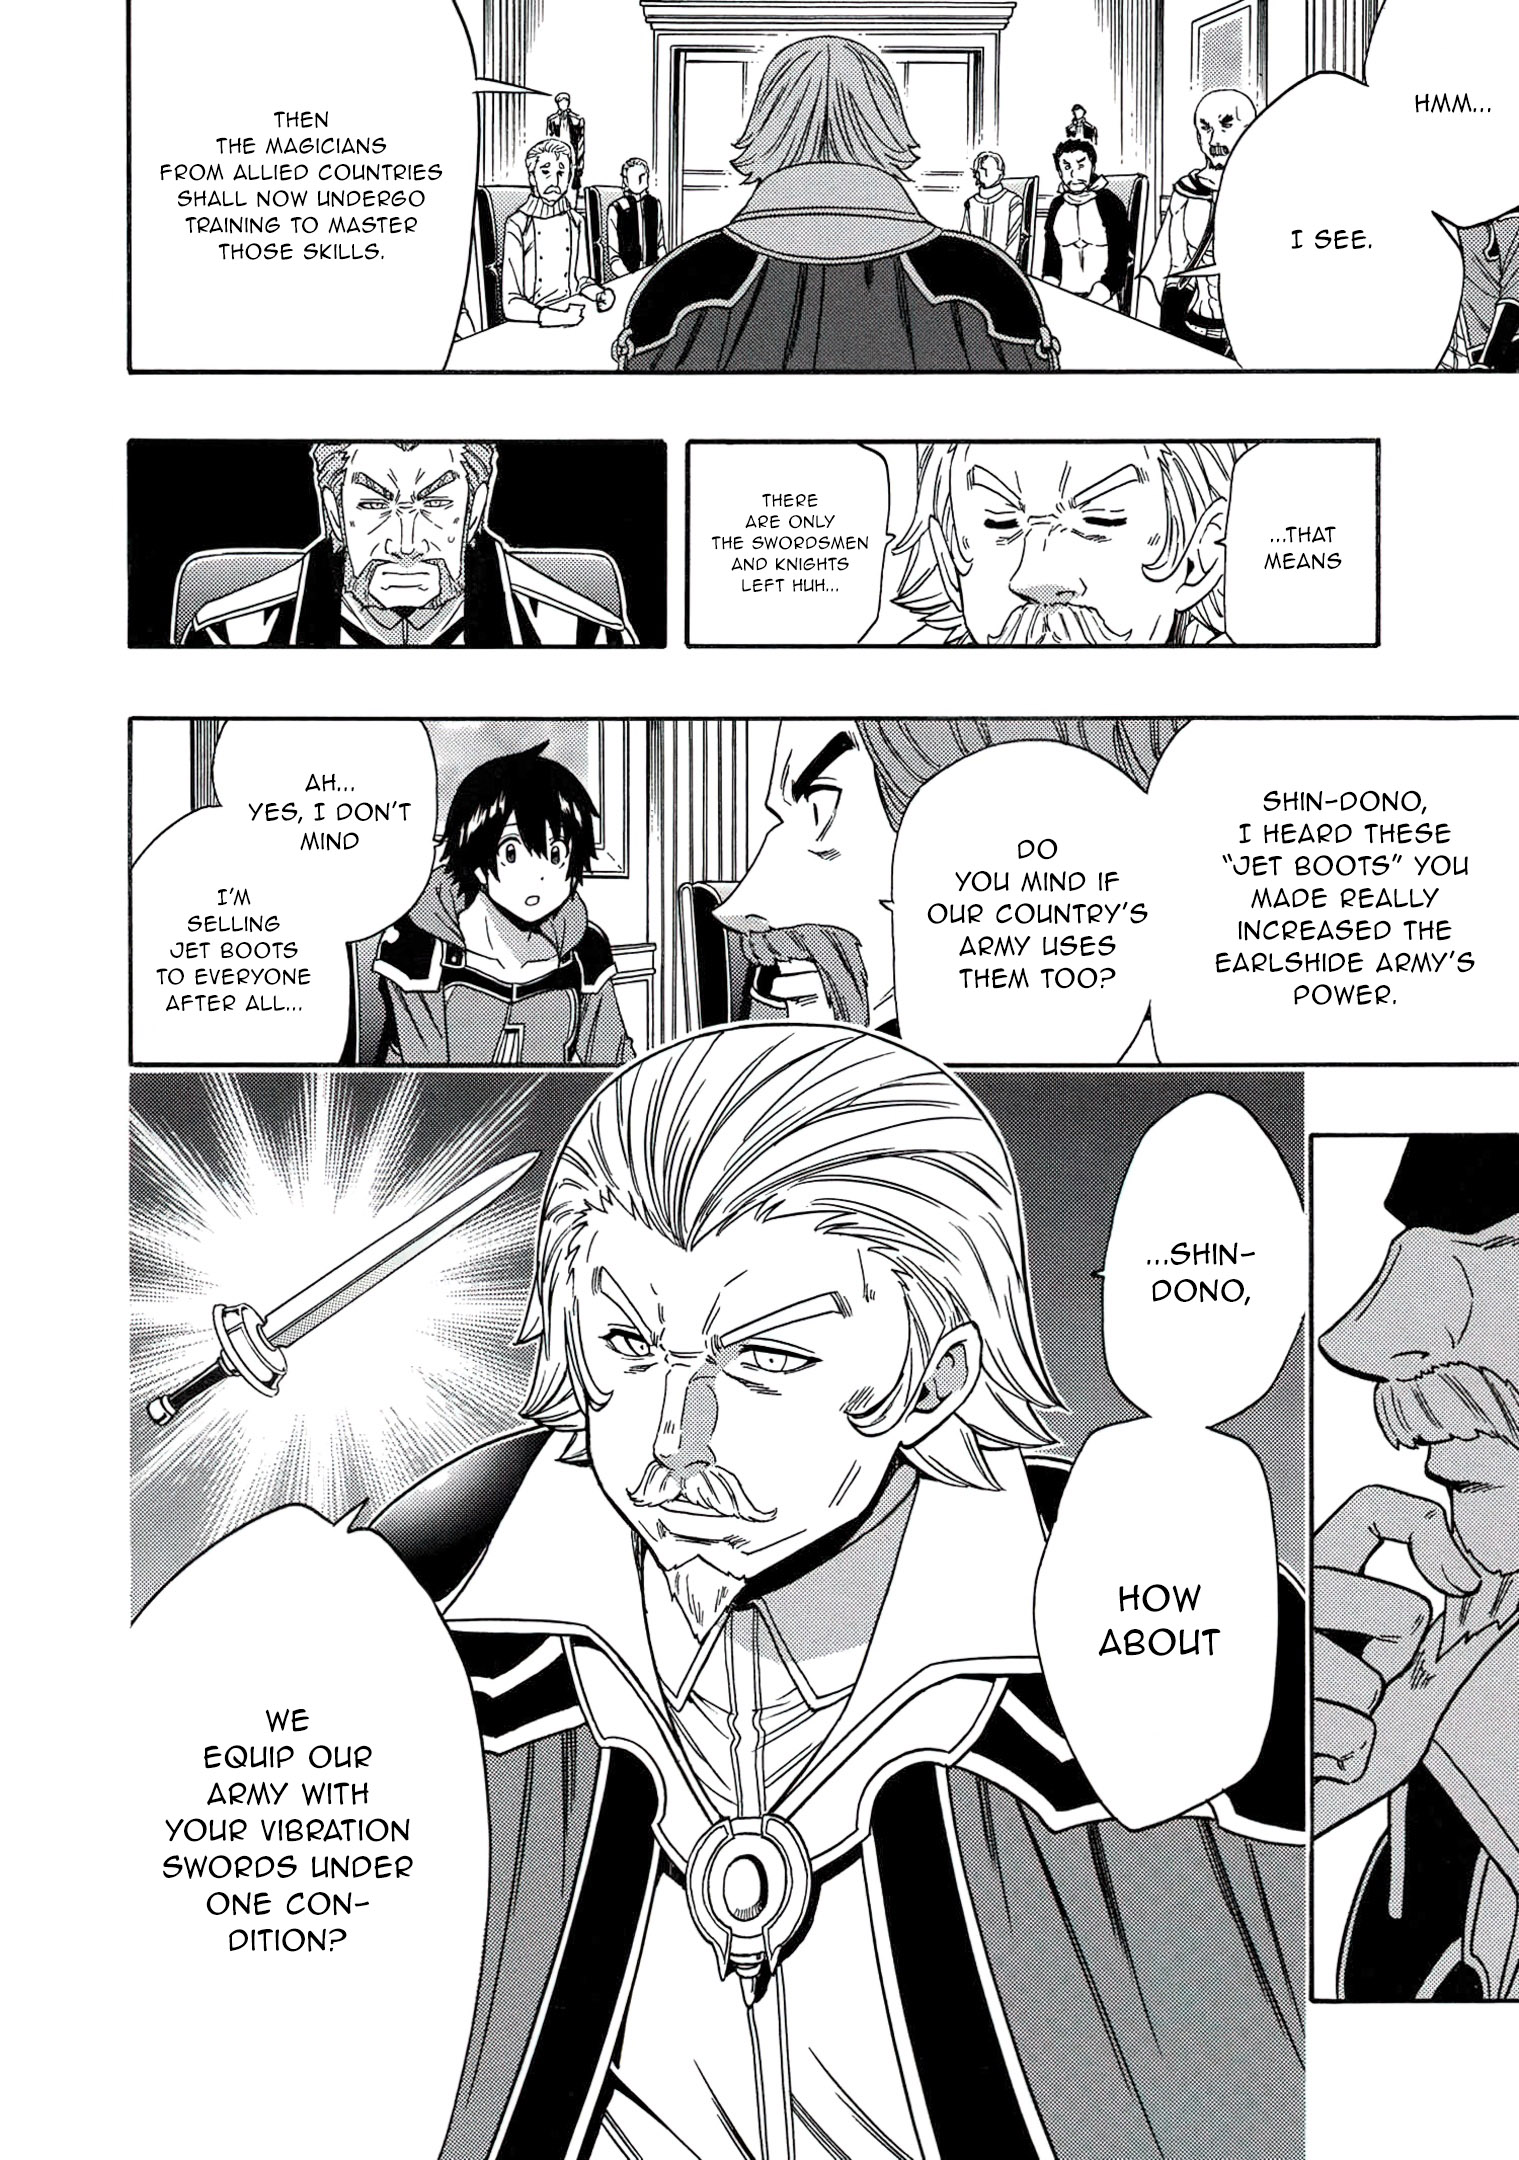 HMM...
I SEE.
THEN
THE MAGICIANS
FROM ALLIED COUNTRIES
SHALL NOW UNDERGO
TRAINING TO MASTER
THOSE SKILLS.
...THAT
MEANS
THERE
ARE ONLY
THE SWORDSMEN
AND KNIGHTS
LEFT HUH...
SHIN-DONO,
I HEARD THESE
"JET BOOTS" YOU
MADE REALLY
INCREASED THE
EARLSHIDE ARMY'S
POWER.
DO
YOU MIND IF
OUR COUNTRY'S
ARMY USES
THEM TOO?
AH...
YES, I DON'T
MIND
I'M
SELLING
JET BOOTS
TO EVERYONE
AFTER ALL...
...SHIN-
DONO,
HOW
ABOUT
WE
EQUIP OUR
ARMY WITH
YOUR VIBRATION
SWORDS UNDER
ONE CON-
DITION?